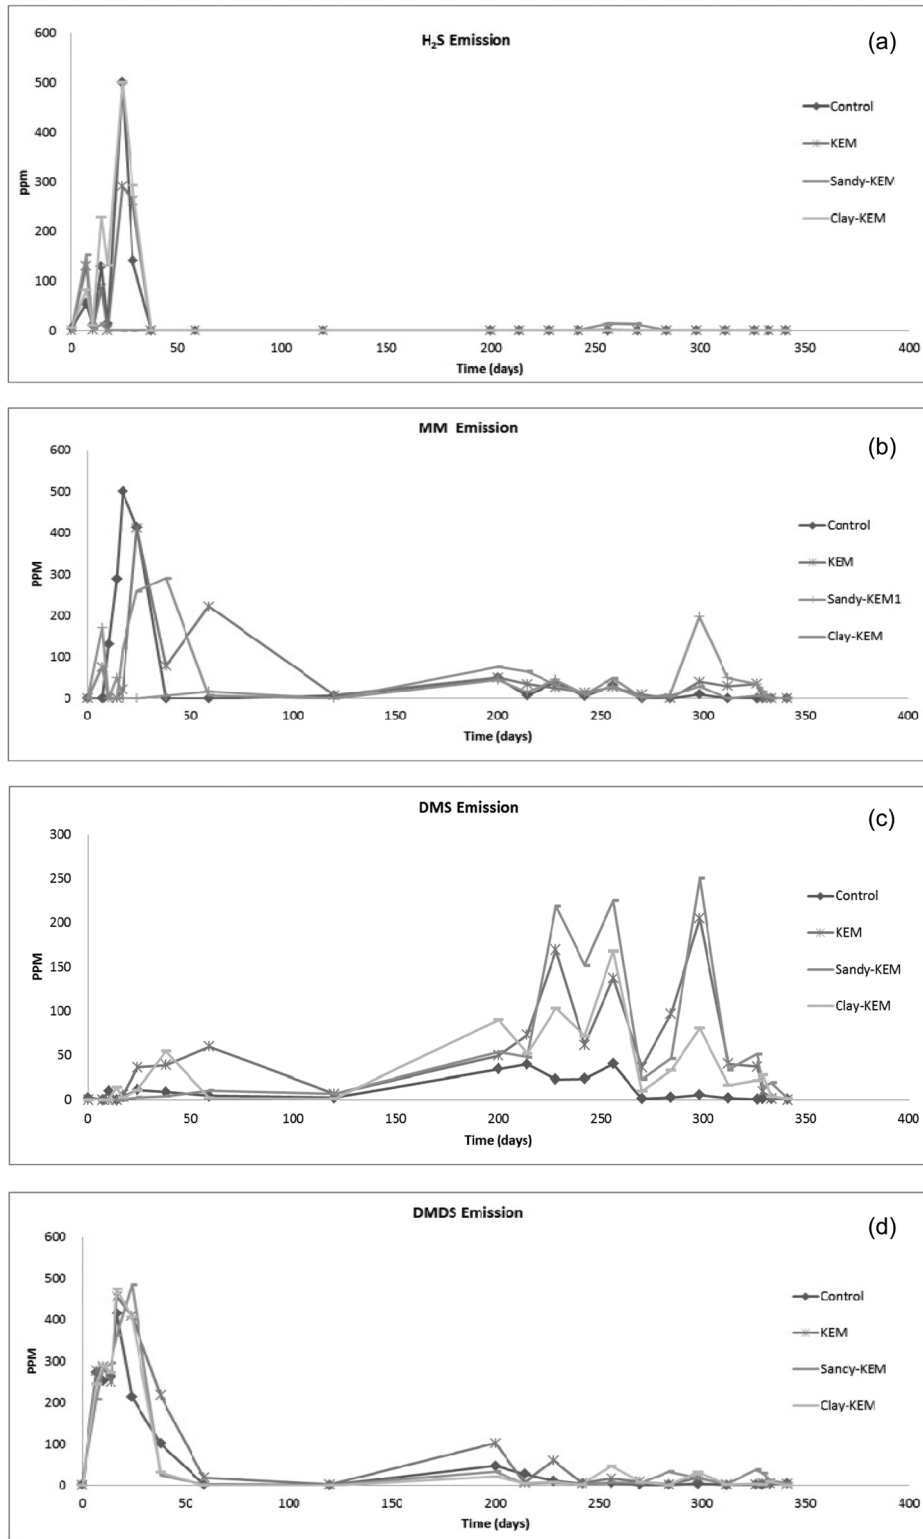 H₂S Emission
(a)
600
500
400
300
200
100
0
ppm
0 50 100 150 200 250 300 350 400
Time (days)
Control
KEM
Sandy-KEM
Clay-KEM
MM Emission
(b)
600
500
400
300
200
100
0
PPM
0 50 100 150 200 250 300 350 400
Time (days)
Control
KEM
Sandy-KEM1
Clay-KEM
DMS Emission
(c)
300
250
200
150
100
50
0
PPM
0 50 100 150 200 250 300 350 400
Time (days)
Control
KEM
Sandy-KEM
Clay-KEM
DMDS Emission
(d)
600
500
400
300
200
100
0
PPM
0 50 100 150 200 250 300 350 400
Time (days)
Control
KEM
Sancy-KEM
Clay-KEM